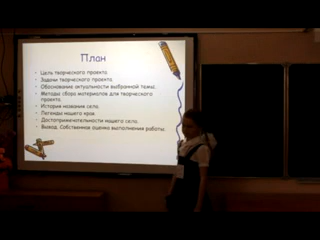 План
• Цель творческого проекта.
• Задачи творческого проекта.
• Обоснование актуальности выбранной темы.
• Методы сбора материалов для творческого
проекта.
• История названия села.
• Легенды нашего края.
• Достопримечательности нашего села.
• Вывод. Собственная оценка выполнения работы.